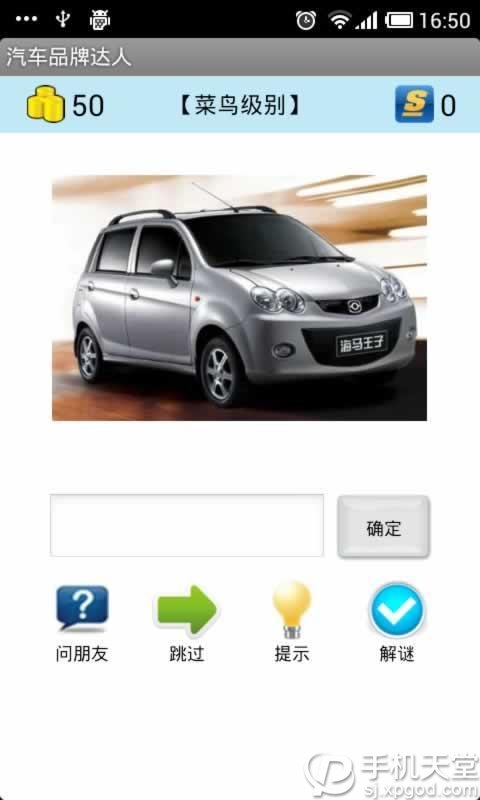 16:50
汽车品牌达人
50 【菜鸟级别】 S 0
海马王子
确定
? 问朋友 跳过 提示 解谜
手机天堂
sj.xpgod.com